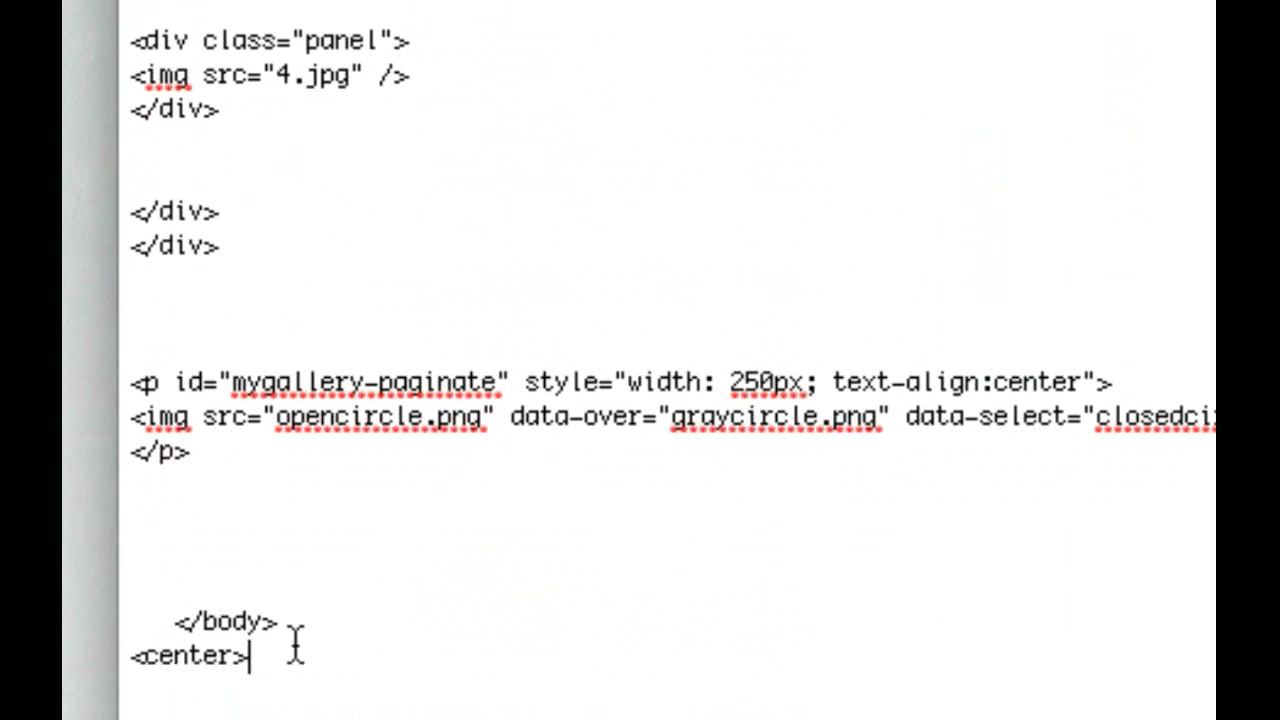 <div class="panel">
<img src="4.jpg" />
</div>
</div>
</div>
<p id="mygallery-paginate" style="width: 250px; text-align:center">
<img src="opencircle.png" data-over="graycircle.png" data-select="closedci
</p>
</body>
<center>